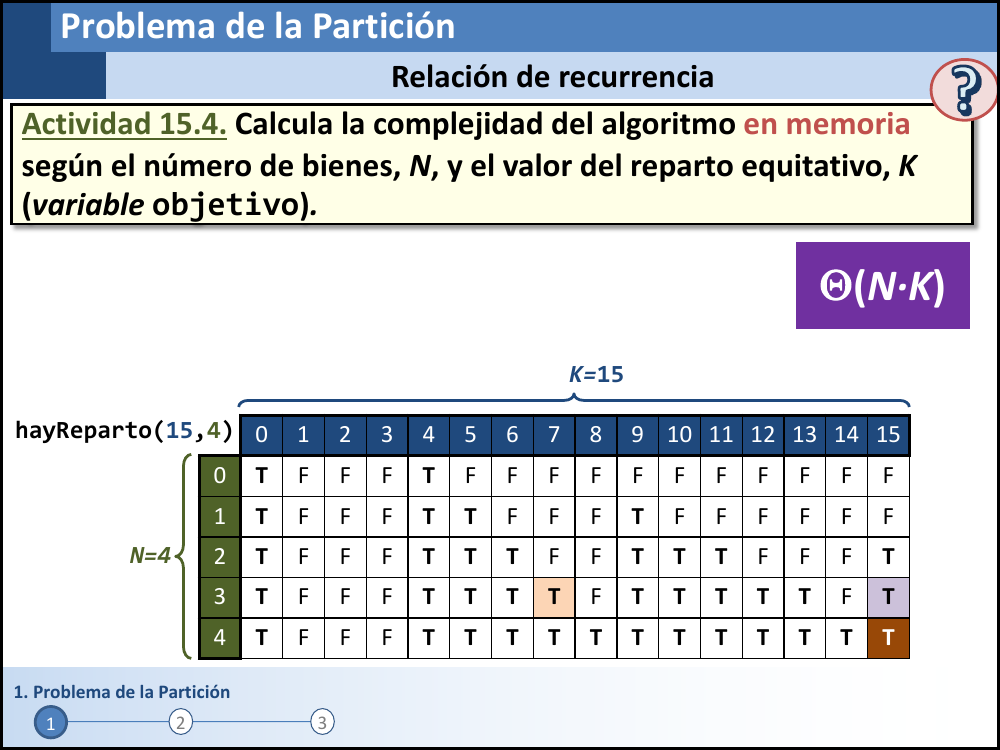 Problema de la Partición
Relación de recurrencia
?
Actividad 15.4. Calcula la complejidad del algoritmo en memoria
según el número de bienes, N, y el valor del reparto equitativo, K
(variable objetivo).
Θ(N·K)
K=15
hayReparto(15,4) 0 1 2 3 4 5 6 7 8 9 10 11 12 13 14 15
0 T F F F T F F F F F F F F F F F
1 T F F F T T F F F T F F F F F F
N=4
2 T F F F T T T F F T T T F F F T
3 T F F F T T T T F T T T T T F T
4 T F F F T T T T T T T T T T T T
1. Problema de la Partición
1 2 3